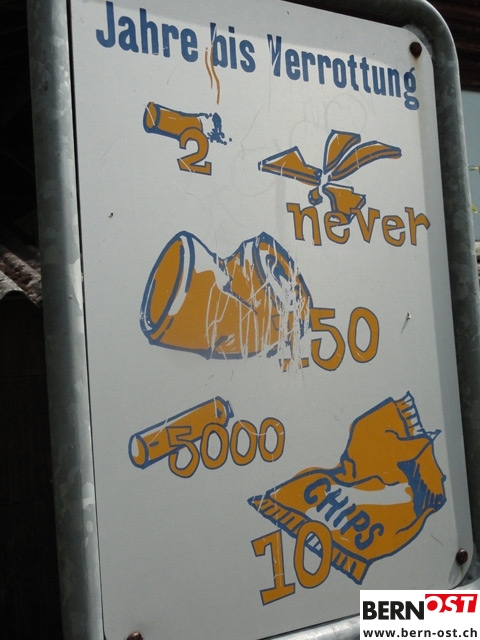 Jahre bis Verrottung
2
never
150
5000
CHIPS
10
BERN OST
www.bern-ost.ch